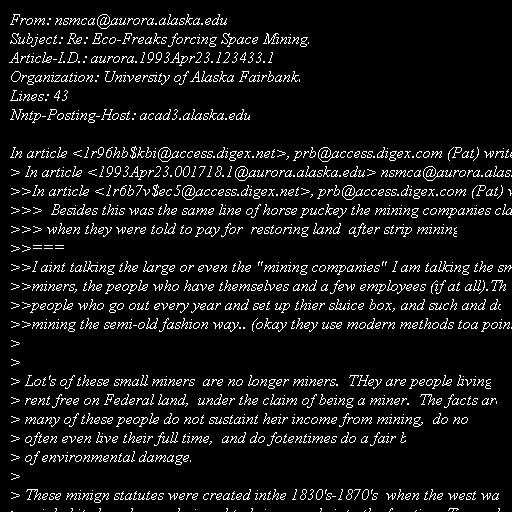 From: nsmca@aurora.alaska.edu
Subject: Re: Eco-Freaks forcing Space Mining.
Article-I.D.: aurora.1993Apr23.123433.1
Organization: University of Alaska Fairbank.
Lines: 43
Nntp-Posting-Host: acad3.alaska.edu

In article <1r96hb$kbi@access.digex.net>, prb@access.digex.com (Pat) write
> In article <1993Apr23.001718.1@aurora.alaska.edu> nsmca@aurora.alas
>>In article <1r6b7v$ec5@access.digex.net>, prb@access.digex.com (Pat) w
>>>  Besides this was the same line of horse puckey the mining companies cla
>>> when they were told to pay for  restoring land  after strip mining
>>===
>>I aint talking the large or even the "mining companies" I am talking the sm
>>miners, the people who have themselves and a few employees (if at all).Th
>>people who go out every year and set up thier sluice box, and such and do
>>mining the semi-old fashion way.. (okay they use modern methods toa poin
>
>
> Lot's of these small miners  are no longer miners.  THey are people living
> rent free on Federal land,  under the claim of being a miner.  The facts are
> many of these people do not sustaint heir income from mining,  do no
> often even live their full time,  and do fotentimes do a fair b
> of environmental damage.
>
> These minign statutes were created inthe 1830's-1870's  when the west wa